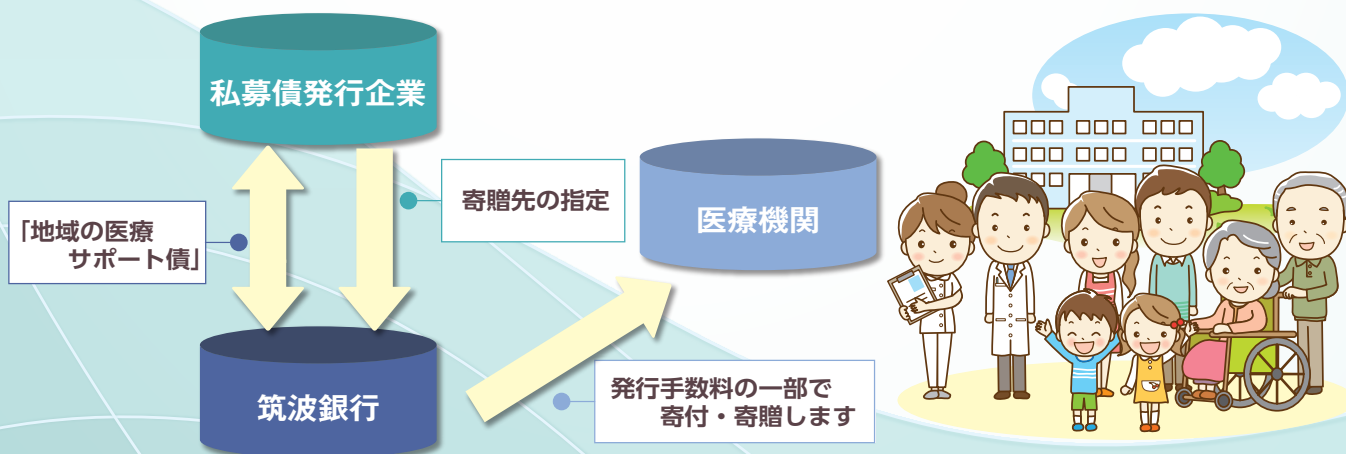 私募債発行企業
寄贈先の指定
医療機関
「地域の医療
サポート債」
筑波銀行
発行手数料の一部で
寄付・寄贈します